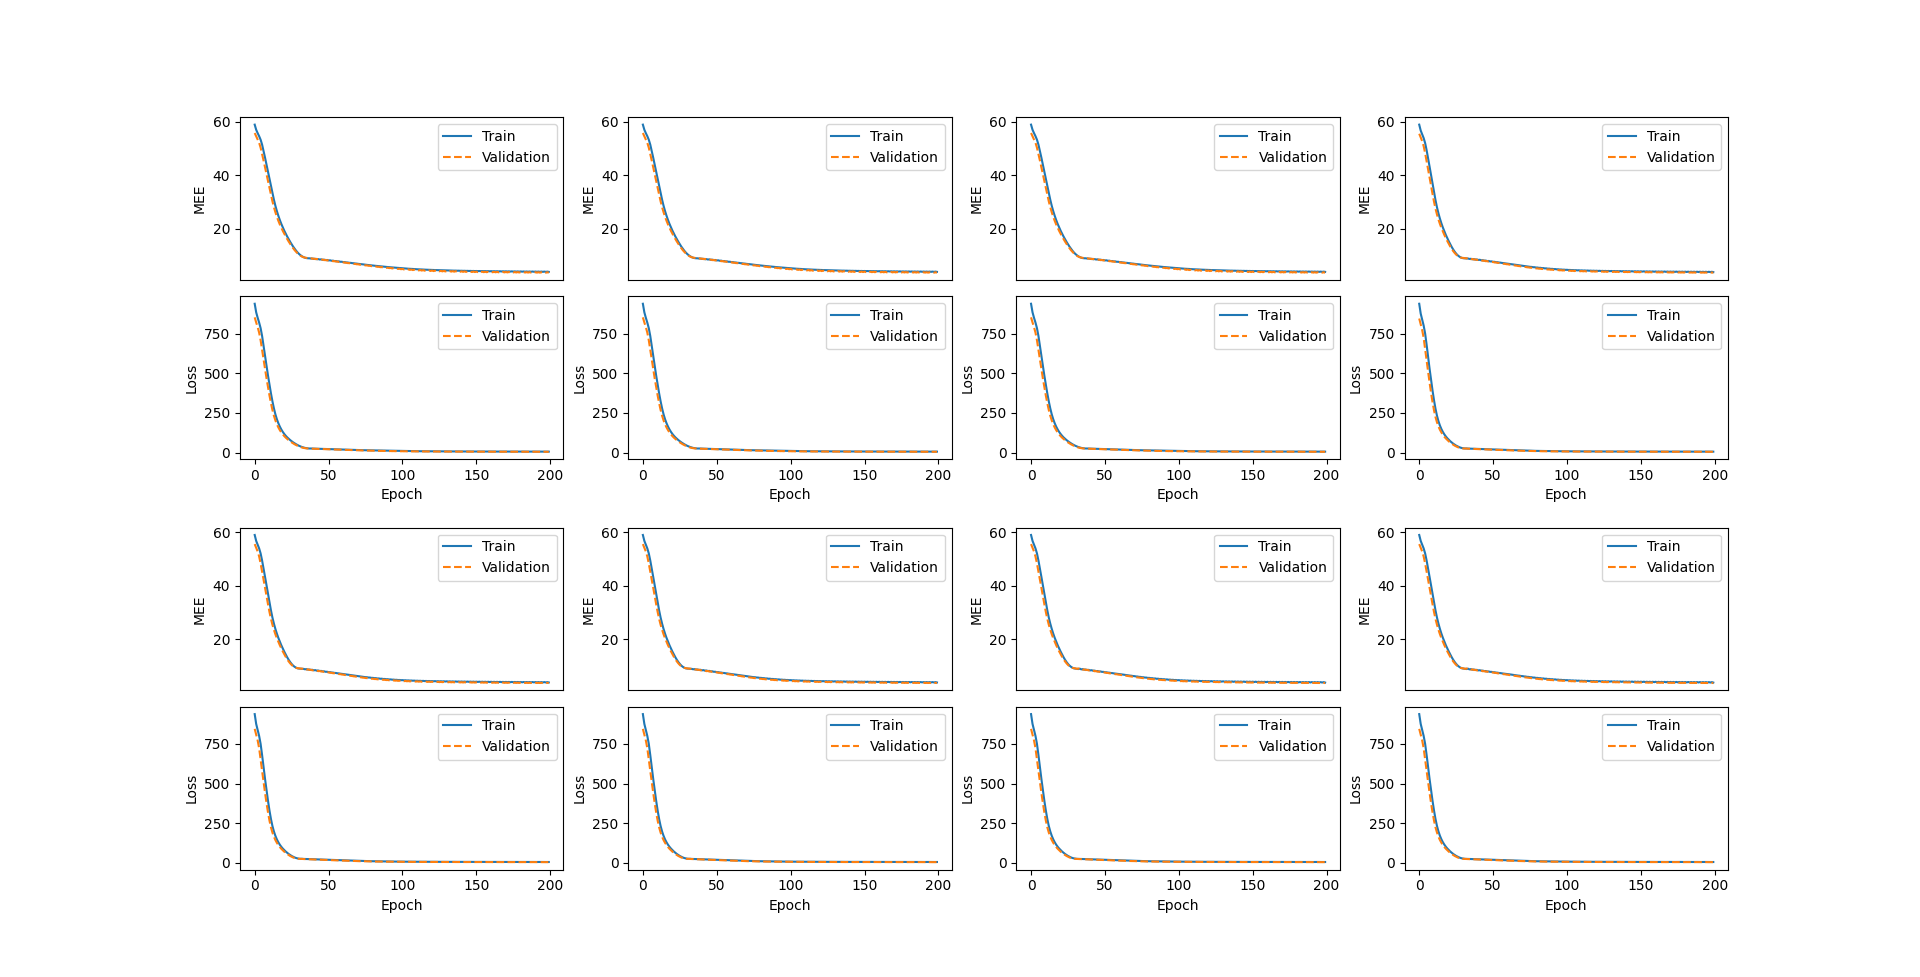 60 Train 60 Train 60 Train 60 Train
Validation Validation Validation Validation
40 40 40 40
MEE MEE MEE MEE
20 20 20 20
Train Train Train Train
750 Validation 750 Validation 750 Validation 750 Validation
500 500 500 500
Loss Loss Loss Loss
250 250 250 250
0 0 0 0
0 50 100 150 200 0 50 100 150 200 0 50 100 150 200 0 50 100 150 200
Epoch Epoch Epoch Epoch
60 Train 60 Train 60 Train 60 Train
Validation Validation Validation Validation
40 40 40 40
MEE MEE MEE MEE
20 20 20 20
Train Train Train Train
750 Validation 750 Validation 750 Validation 750 Validation
500 500 500 500
Loss Loss Loss Loss
250 250 250 250
0 0 0 0
0 50 100 150 200 0 50 100 150 200 0 50 100 150 200 0 50 100 150 200
Epoch Epoch Epoch Epoch